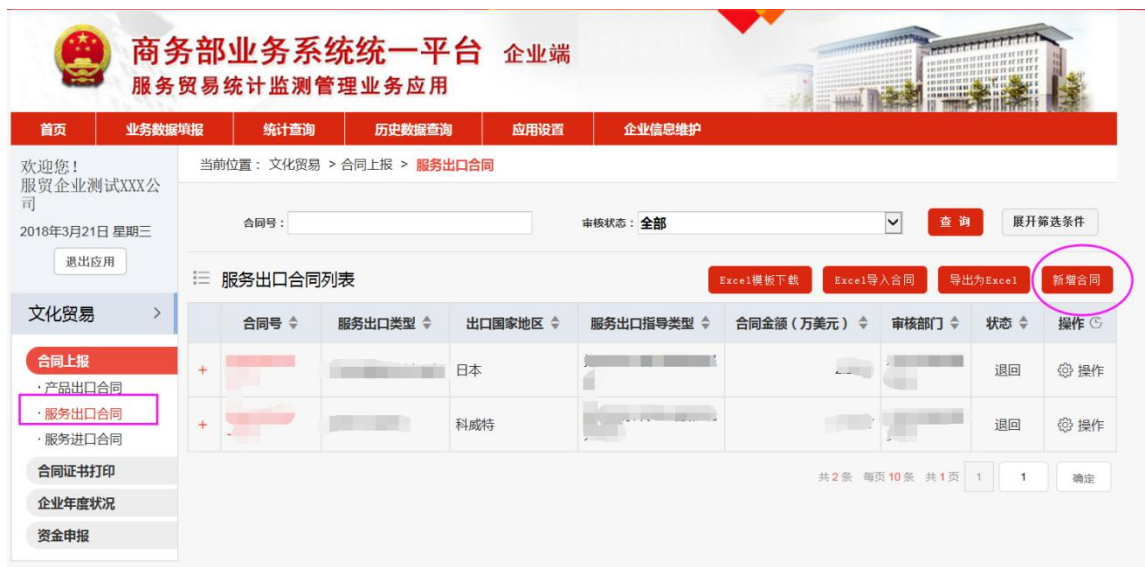 商务部业务系统统一平台 企业端
服务贸易统计监测管理业务应用
首页 业务数据填报 统计查询 历史数据查询 应用设置 企业信息维护
欢迎您！
服贸企业测试XXX公
司
2018年3月21日 星期三
退出应用
当前位置： 文化贸易 > 合同上报 > 服务出口合同
合同号： 审核状态： 全部 查 询 展开筛选条件
服务出口合同列表 Excel模板下载 Excel导入合同 导出为Excel 新增合同
文化贸易 >
合同上报
·产品出口合同
·服务出口合同
·服务进口合同
合同证书打印
企业年度状况
资金申报
合同号 服务出口类型 出口国家地区 服务出口指导类型 合同金额（万美元） 审核部门 状态 操作
+ 日本 退回 操作
+ 科威特 退回 操作
共2条 每页10条 共1页 1 1 确定